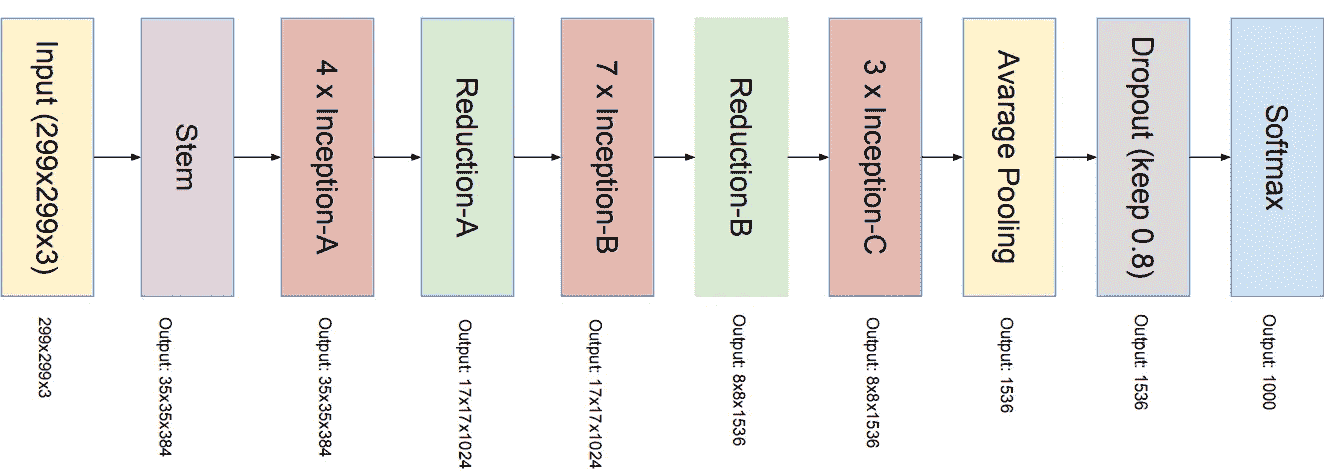 Input (299x299x3)
299x299x3
Stem
Output: 35x35x384
4 x Inception-A
Output: 35x35x384
Reduction-A
Output: 17x17x1024
7 x Inception-B
Output: 17x17x1024
Reduction-B
Output: 8x8x1536
3 x Inception-C
Output: 8x8x1536
Avarage Pooling
Output: 1536
Dropout (keep 0.8)
Output: 1536
Softmax
Output: 1000